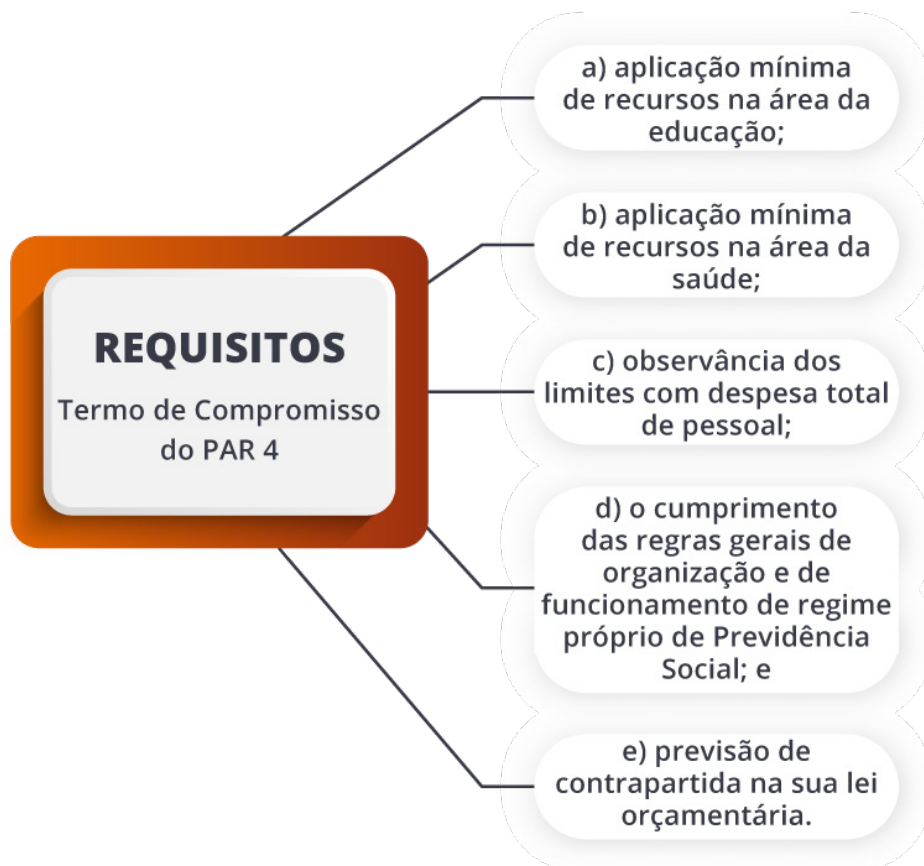 REQUISITOS
Termo de Compromisso
do PAR 4
a) aplicação mínima
de recursos na área da
educação;
b) aplicação mínima
de recursos na área da
saúde;
c) observância dos
limites com despesa total
de pessoal;
d) o cumprimento
das regras gerais de
organização e de
funcionamento de regime
próprio de Previdência
Social; e
e) previsão de
contrapartida na sua lei
orçamentária.